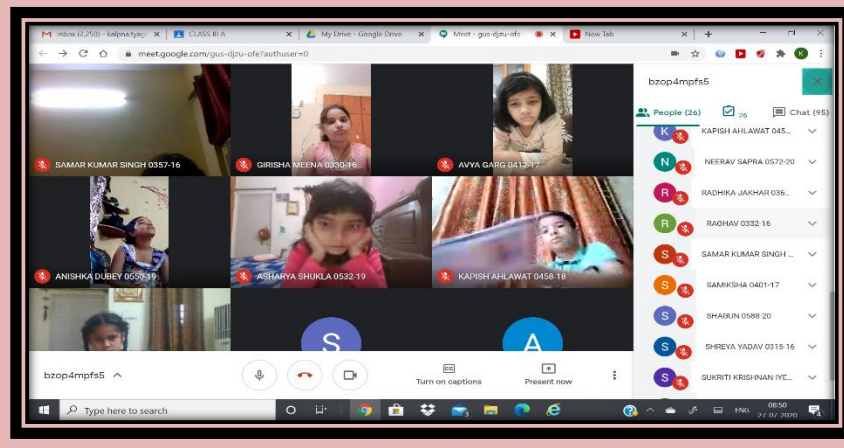 Inbox (2,250) - kalpna.tyagi
CLASS III A
My Drive - Google Drive
Meet - gus-djzu-ofe
New Tab
meet.google.com/gus-djzu-ofe?authuser=0
K
bzop4mpfs5
People (26)
26
Chat (95)
SAMAR KUMAR SINGH 0357-16
GIRISHA MEENA 0330-16
AVYA GARG 0412-17
ANISHKA DUBEY 0550-19
ASHARYA SHUKLA 0532-19
KAPISH AHLAWAT 0458-18
S
A
K KAPISH AHLAWAT 045...
N NEERAV SAPRA 0572-20
R RADHIKA JAKHAR 036...
R RAGHAV 0332-16
S SAMAR KUMAR SINGH ...
S SAMIKSHA 0401-17
S SHAGUN 0588-20
S SHREYA YADAV 0315-16
S SUKRITI KRISHNAN IYE...
bzop4mpfs5
Turn on captions
Present now
Type here to search
ENG
08:50
27-07-2020